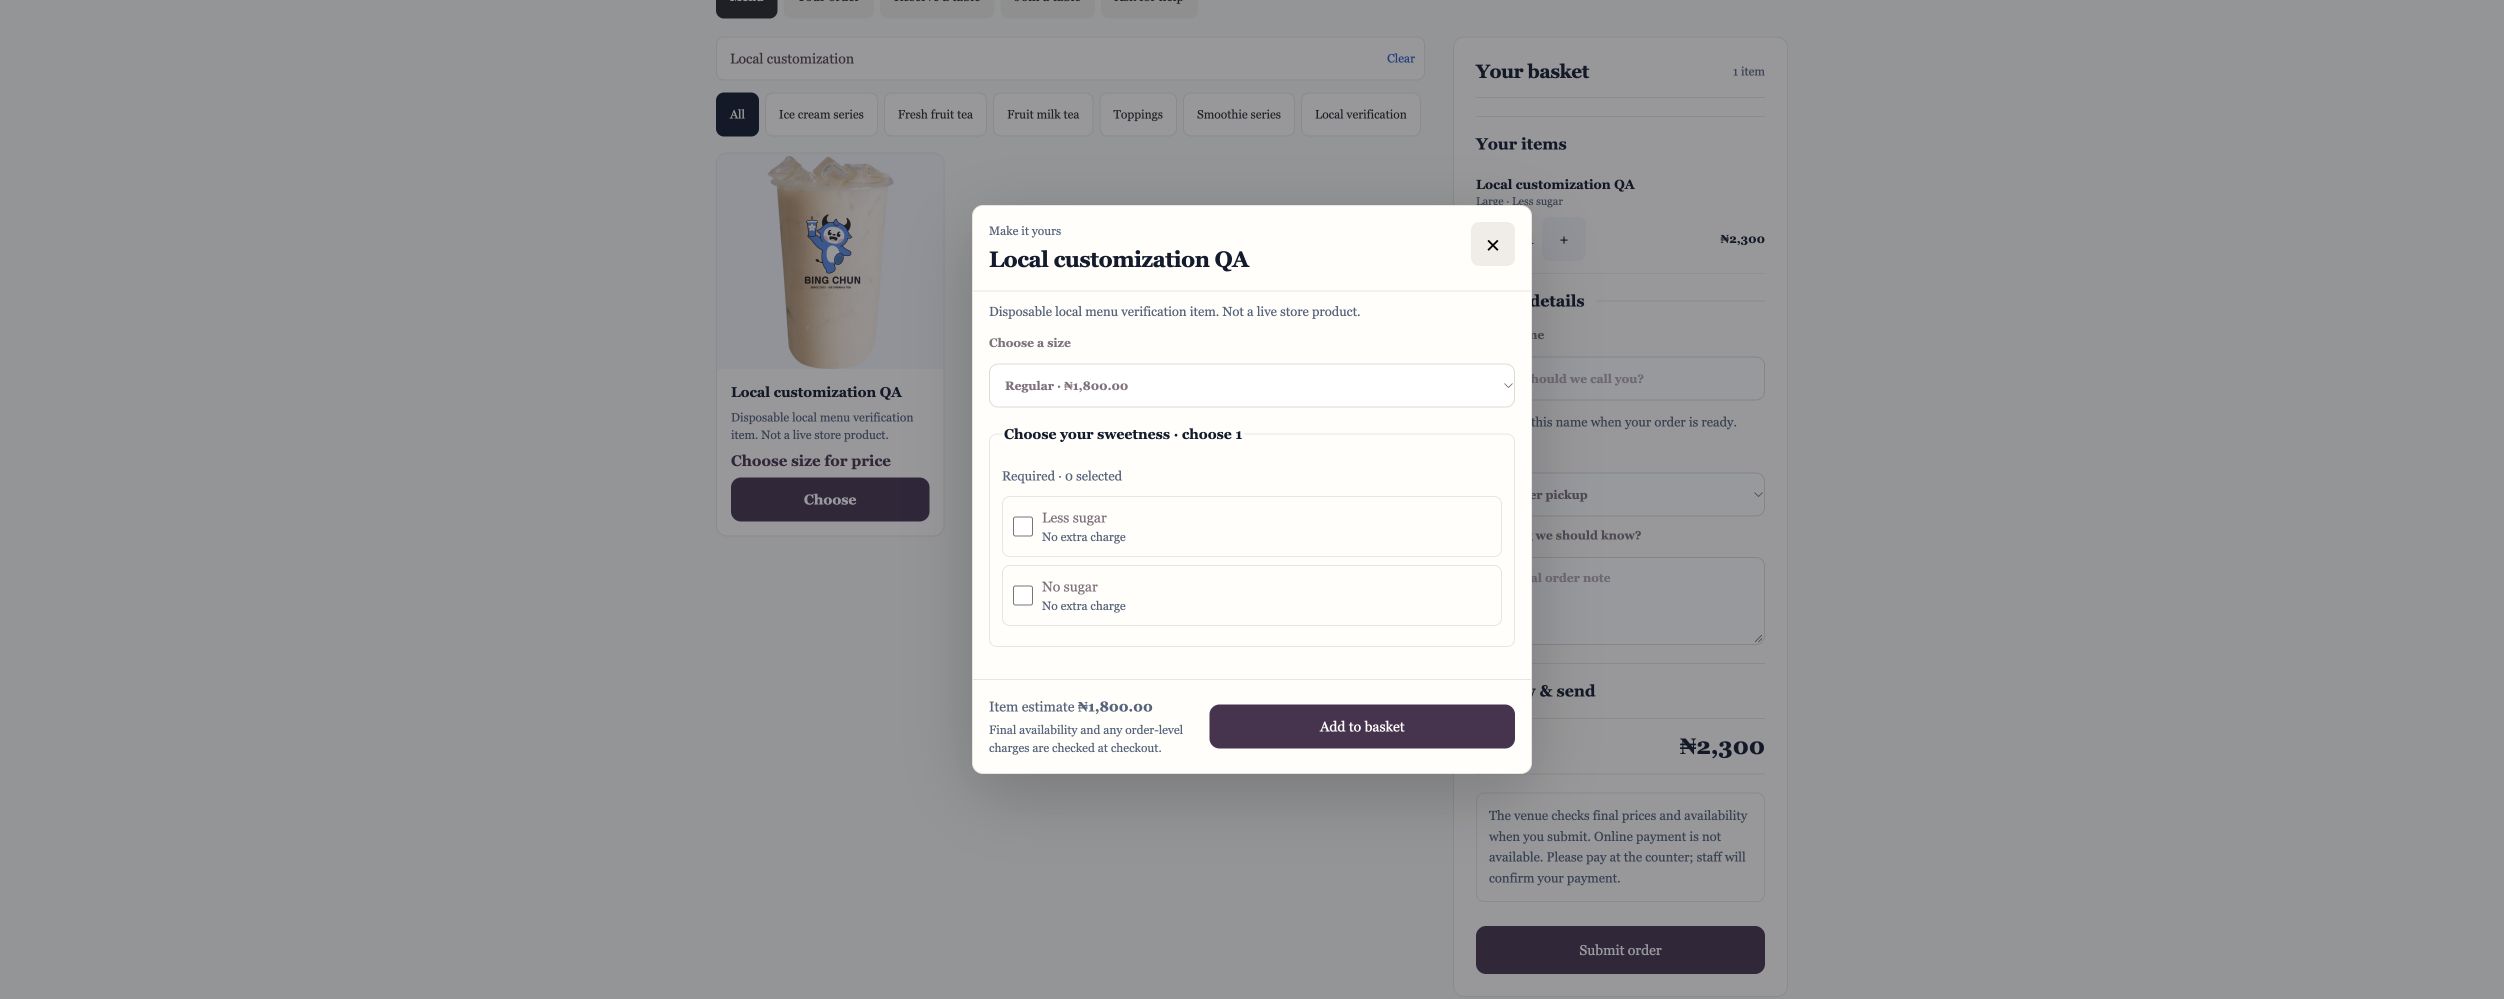 Local customization
Clear
All
Ice cream series
Fresh fruit tea
Fruit milk tea
Toppings
Smoothie series
Local verification
BING CHUN
Local customization QA
Disposable local menu verification
item. Not a live store product.
Choose size for price
Choose
Make it yours
Local customization QA
Disposable local menu verification item. Not a live store product.
Choose a size
Regular · ₦1,800.00
Choose your sweetness · choose 1
Required · 0 selected
Less sugar
No extra charge
No sugar
No extra charge
Item estimate ₦1,800.00
Final availability and any order-level
charges are checked at checkout.
Add to basket
Your basket
1 item
Your items
Local customization QA
Large · Less sugar
+
₦2,300
details
hould we call you?
this name when your order is ready.
er pickup
we should know?
al order note
& send
₦2,300
The venue checks final prices and availability
when you submit. Online payment is not
available. Please pay at the counter; staff will
confirm your payment.
Submit order